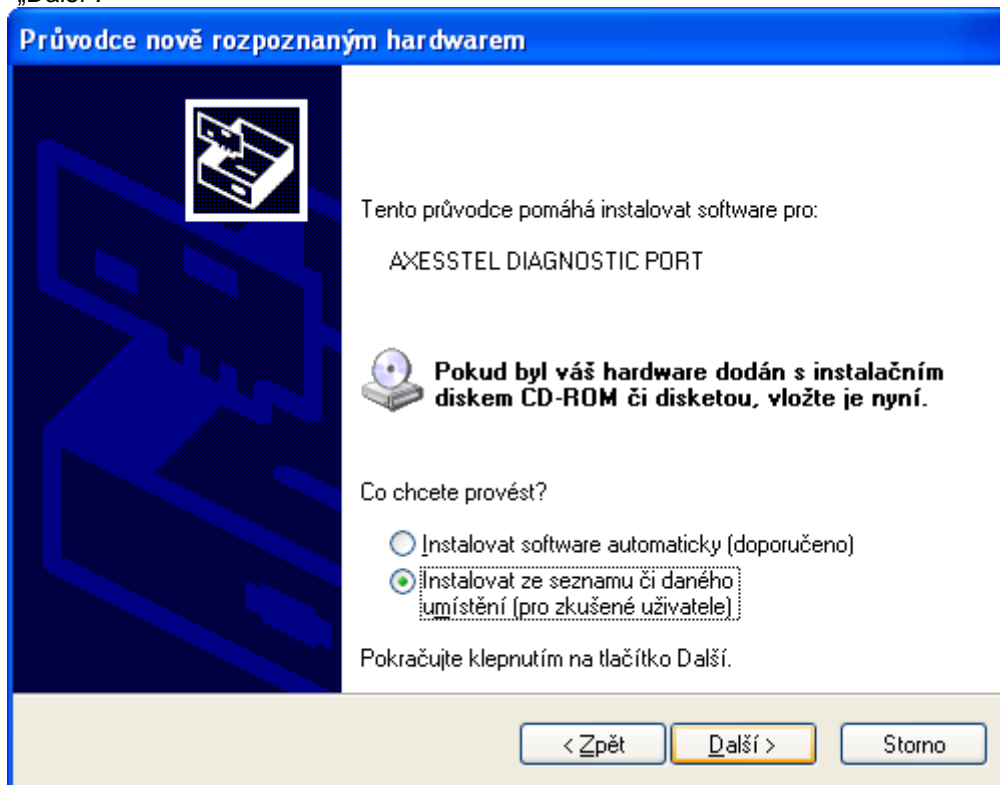 „Další“.
Průvodce nově rozpoznaným hardwarem
Tento průvodce pomáhá instalovat software pro:
AXESSTEL DIAGNOSTIC PORT
Pokud byl váš hardware dodán s instalačním
diskem CD-ROM či disketou, vložte je nyní.
Co chcete provést?
Instalovat software automaticky (doporučeno)
Instalovat ze seznamu či daného
umístění (pro zkušené uživatele)
Pokračujte klepnutím na tlačítko Další.
< Zpět
Další >
Storno